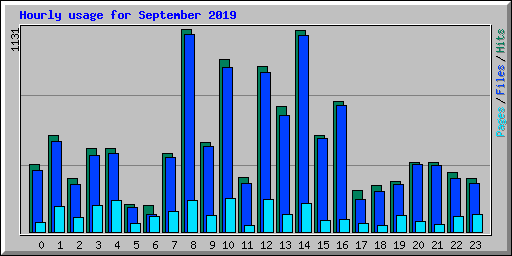 Hourly usage for September 2019
1131
Pages / Files / Hits
0 1 2 3 4 5 6 7 8 9 10 11 12 13 14 15 16 17 18 19 20 21 22 23